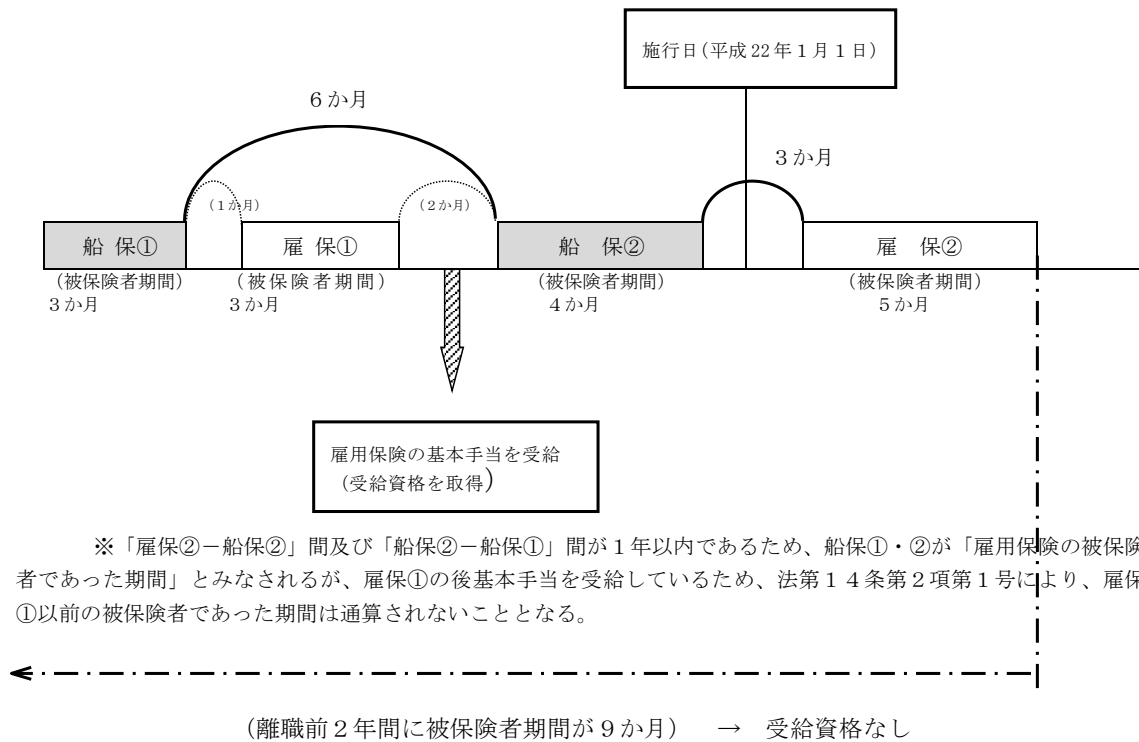 施行日（平成22年１月１日）
６か月
３か月
（１か月）
（２か月）
船 保①
雇 保①
船　保②
雇　保②
（被保険者期間）
３か月
（被保険者期間）
３か月
（被保険者期間）
４か月
（被保険者期間）
５か月
雇用保険の基本手当を受給
（受給資格を取得）
※「雇保②－船保②」間及び「船保②－船保①」間が１年以内であるため、船保①・②が「雇用保険の被保険
者であった期間」とみなされるが、雇保①の後基本手当を受給しているため、法第１４条第２項第１号により、雇保
①以前の被保険者であった期間は通算されないこととなる。
（離職前２年間に被保険者期間が９か月）　→　受給資格なし